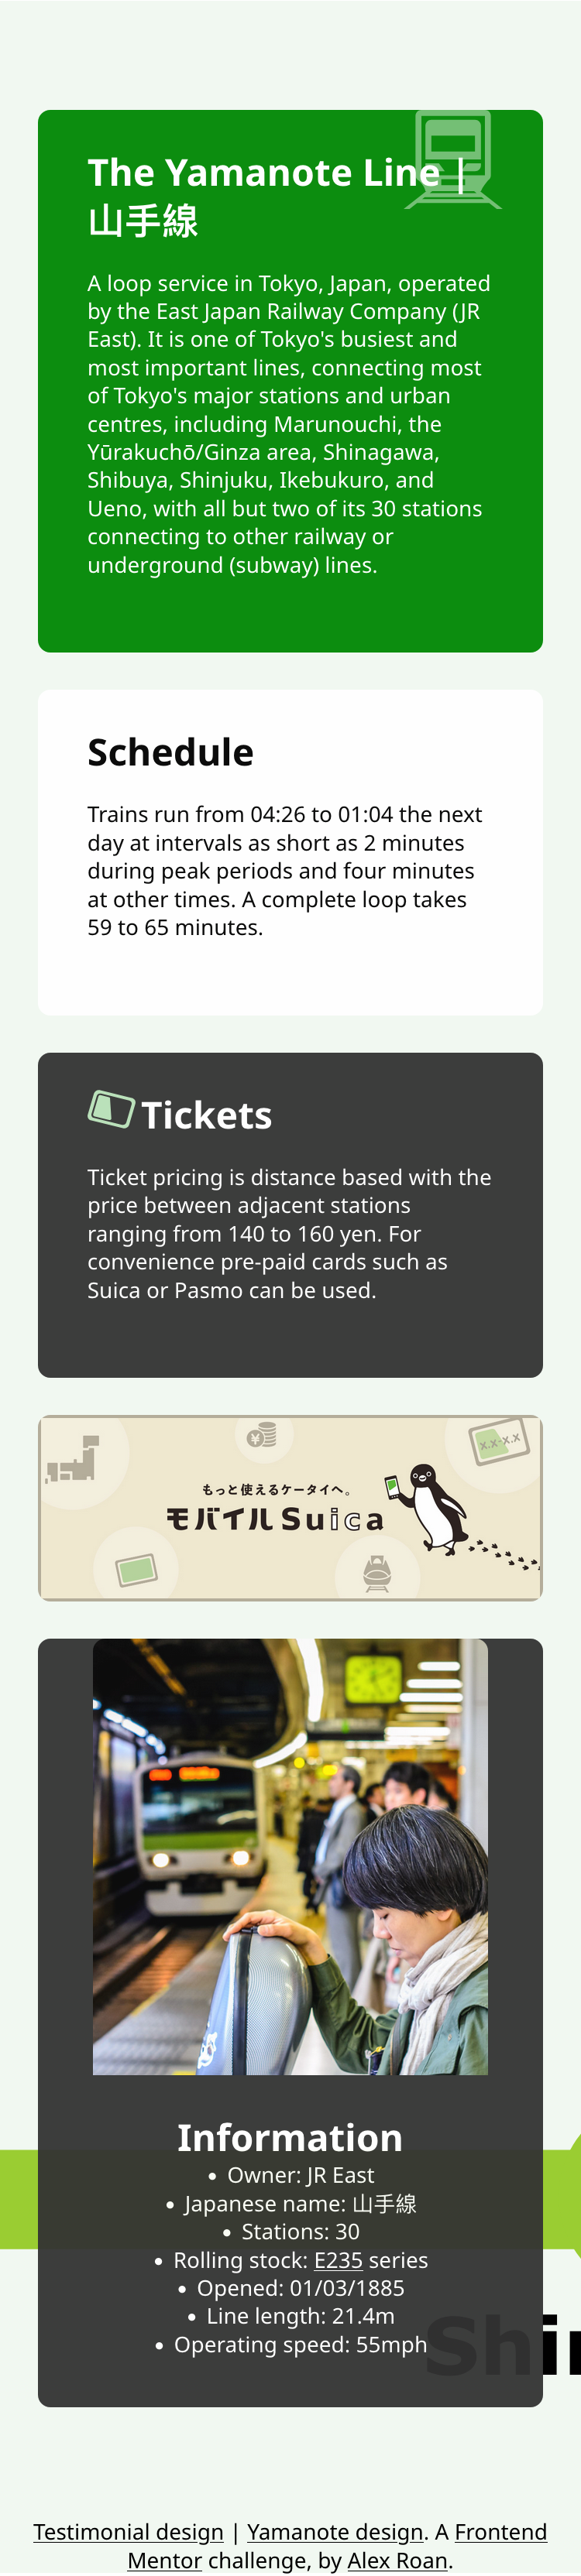 The Yamanote Line |
山手線
A loop service in Tokyo, Japan, operated
by the East Japan Railway Company (JR
East). It is one of Tokyo's busiest and
most important lines, connecting most
of Tokyo's major stations and urban
centres, including Marunouchi, the
Yūrakuchō/Ginza area, Shinagawa,
Shibuya, Shinjuku, Ikebukuro, and
Ueno, with all but two of its 30 stations
connecting to other railway or
underground (subway) lines.
Schedule
Trains run from 04:26 to 01:04 the next
day at intervals as short as 2 minutes
during peak periods and four minutes
at other times. A complete loop takes
59 to 65 minutes.
Tickets
Ticket pricing is distance based with the
price between adjacent stations
ranging from 140 to 160 yen. For
convenience pre-paid cards such as
Suica or Pasmo can be used.
¥
X.X-X.X
もっと使えるケータイへ。
モバイルSuica
Information
• Owner: JR East
• Japanese name: 山手線
• Stations: 30
• Rolling stock: E235 series
• Opened: 01/03/1885
• Line length: 21.4m
• Operating speed: 55mph
Shi
Testimonial design | Yamanote design. A Frontend
Mentor challenge, by Alex Roan.